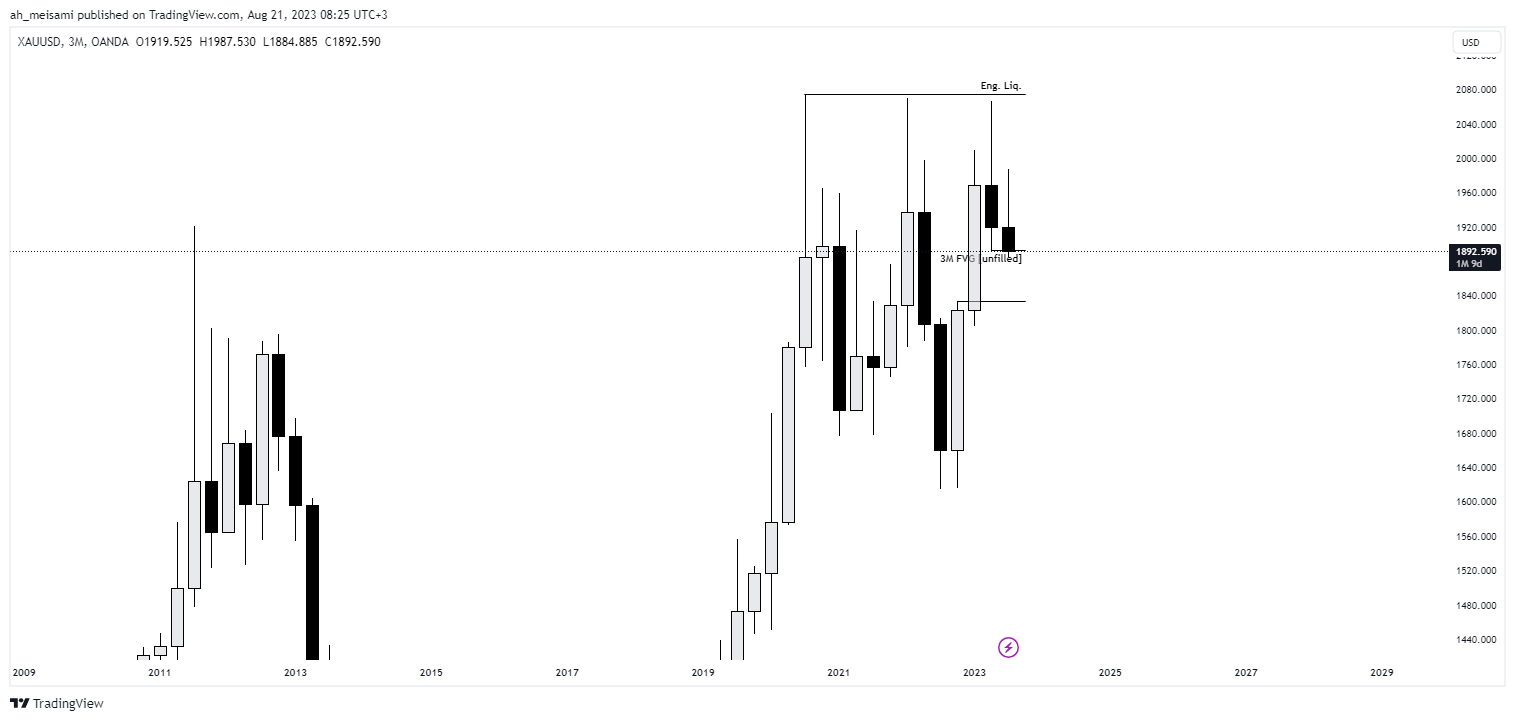 ah_meisami published on TradingView.com, Aug 21, 2023 08:25 UTC+3
XAUUSD, 3M, OANDA O1919.525 H1987.530 L1884.885 C1892.590
USD
2120.000
Eng. Liq.
2080.000
2040.000
2000.000
1960.000
1920.000
1892.590
3M FVG [unfilled]
1M 9d
1840.000
1800.000
1760.000
1720.000
1680.000
1640.000
1600.000
1560.000
1520.000
1480.000
1440.000
2009 2011 2013 2015 2017 2019 2021 2023 2025 2027 2029
TradingView